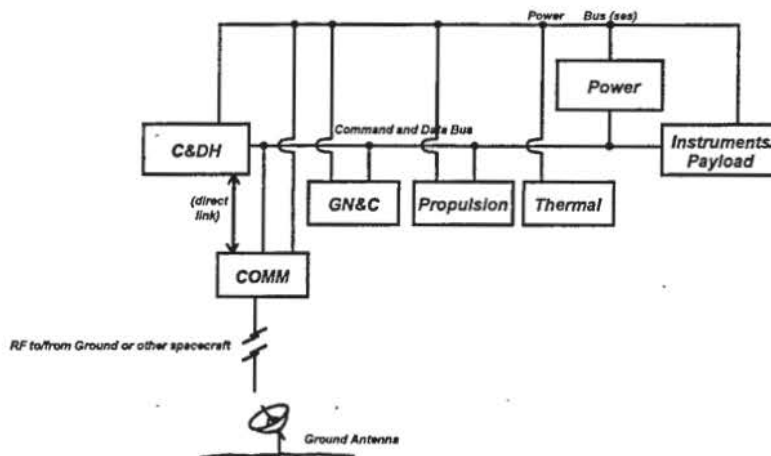 Power Bus (ses)
Power
C&DH
Command and Data Bus
Instruments/
Payload
(direct
link)
GN&C
Propulsion
Thermal
COMM
RF to/from Ground or other spacecraft
Ground Antenna